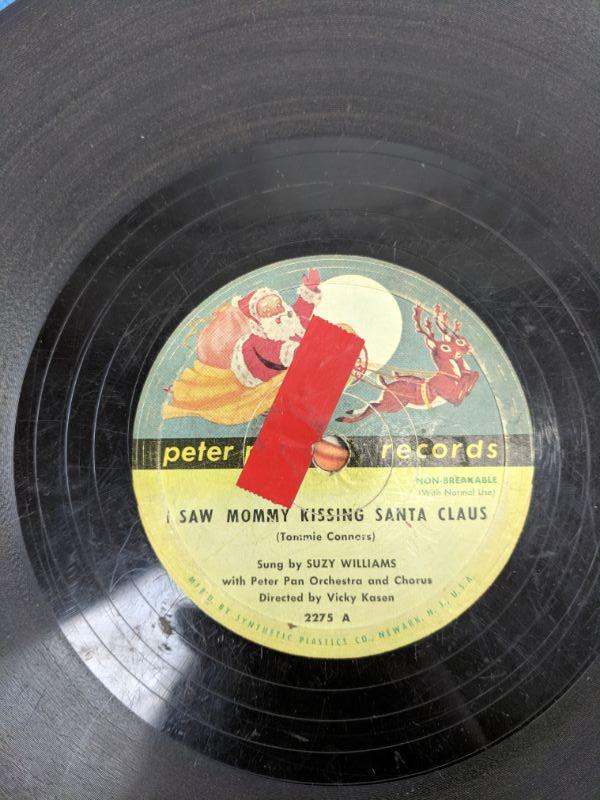 peter records
NON-BREAKABLE
(With Normal Use)
I SAW MOMMY KISSING SANTA CLAUS
(Tommie Connors)
Sung by SUZY WILLIAMS
with Peter Pan Orchestra and Chorus
Directed by Vicky Kasen
2275 A
MF'D. BY SYNTHETIC PLASTICS CO., NEWARK, N. J., U.S.A.